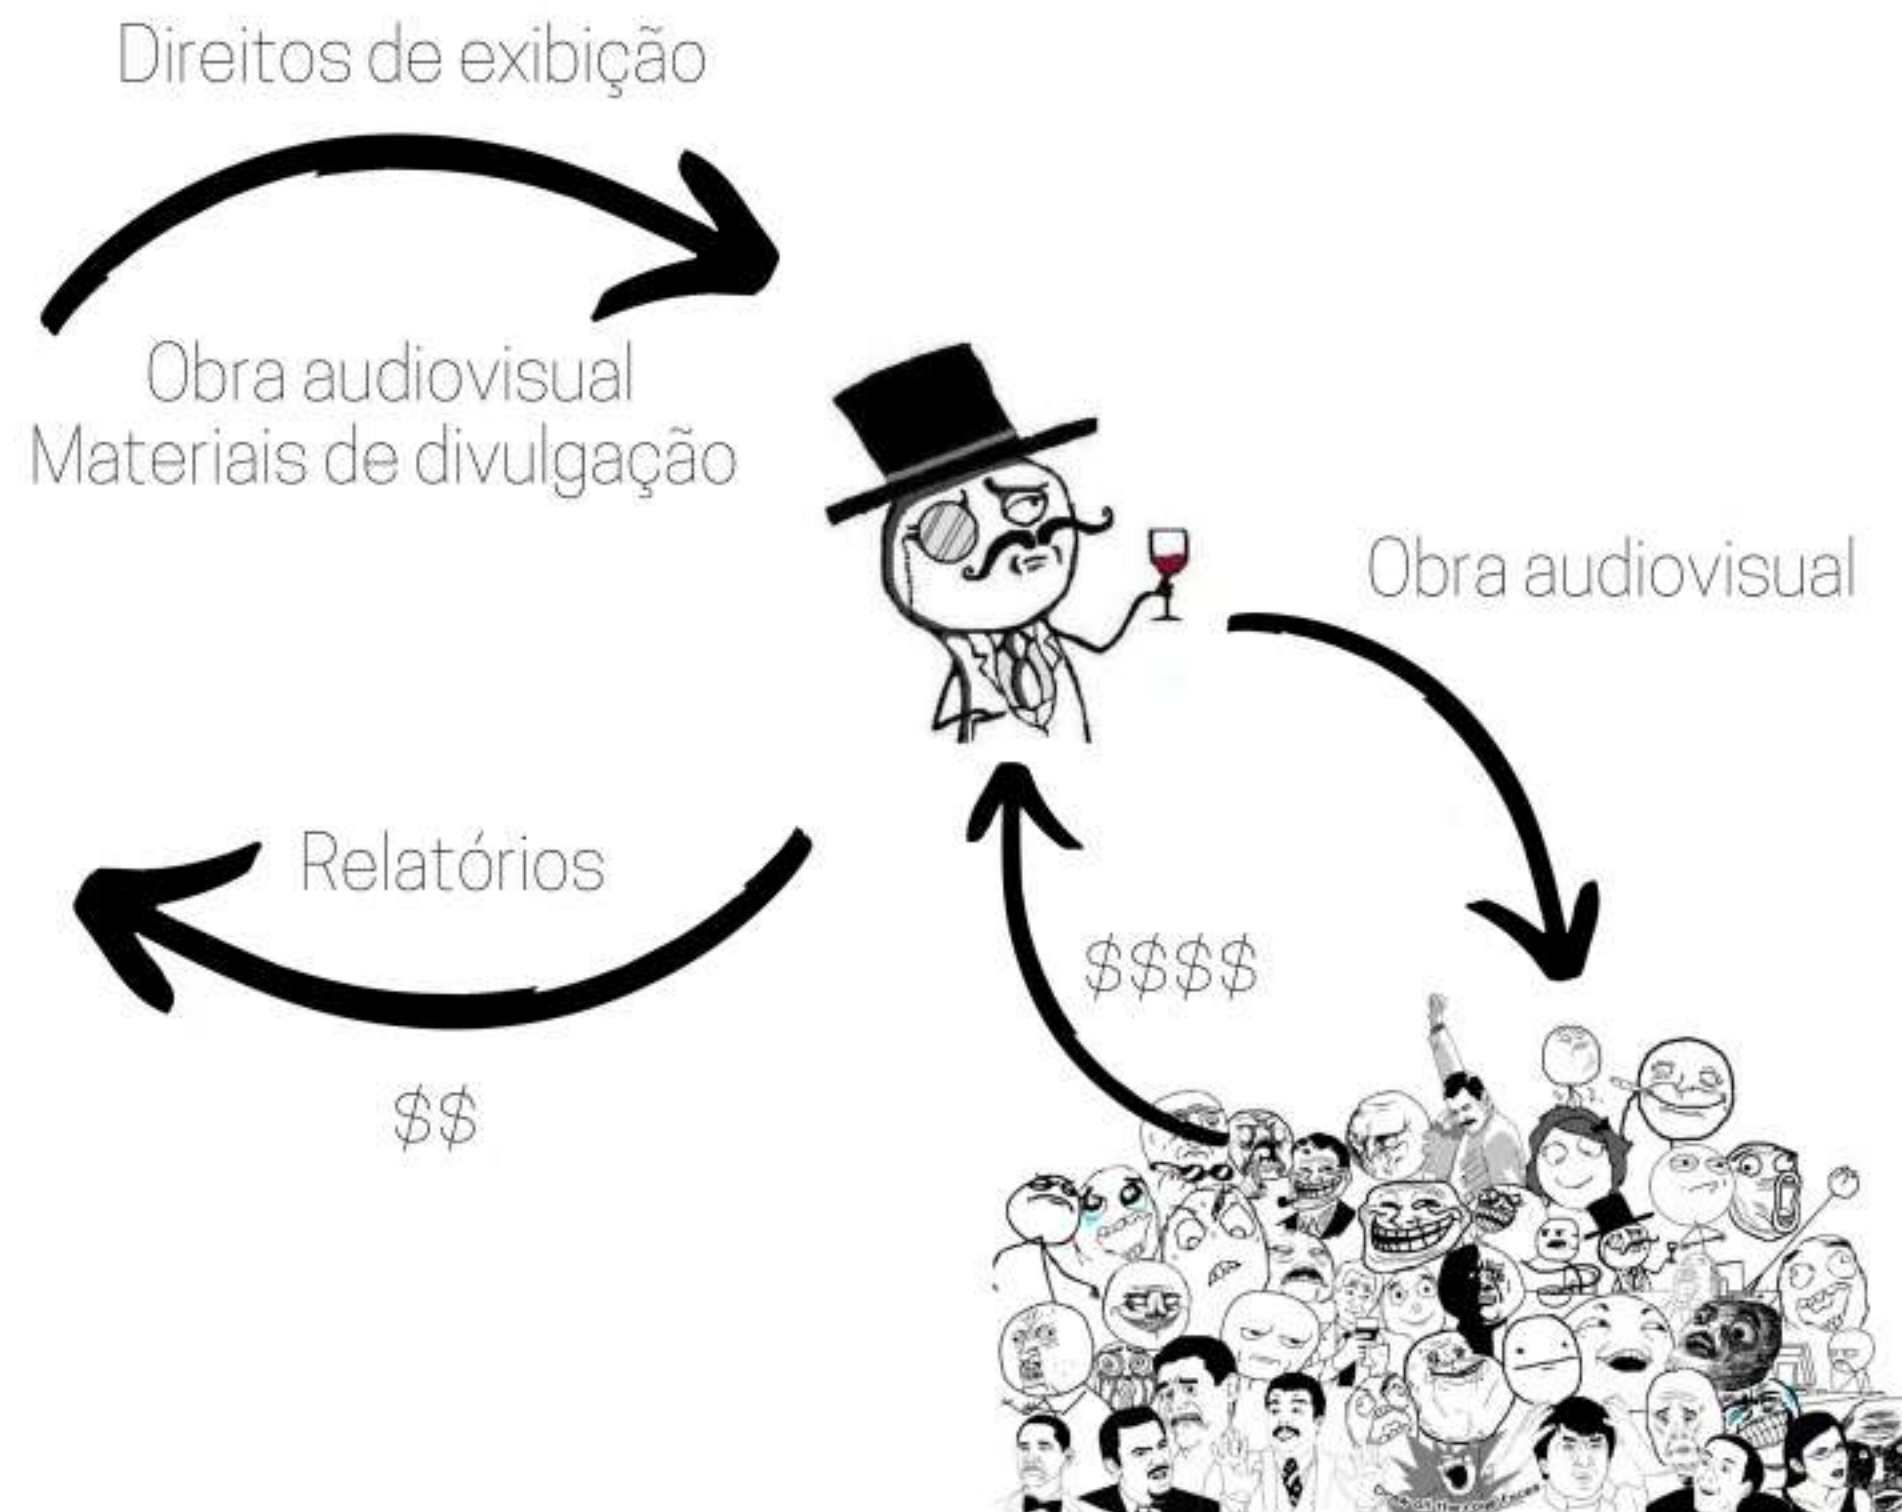 Direitos de exibição
Obra audiovisual
Materiais de divulgação
Obra audiovisual
Relatórios
$$$$
$$